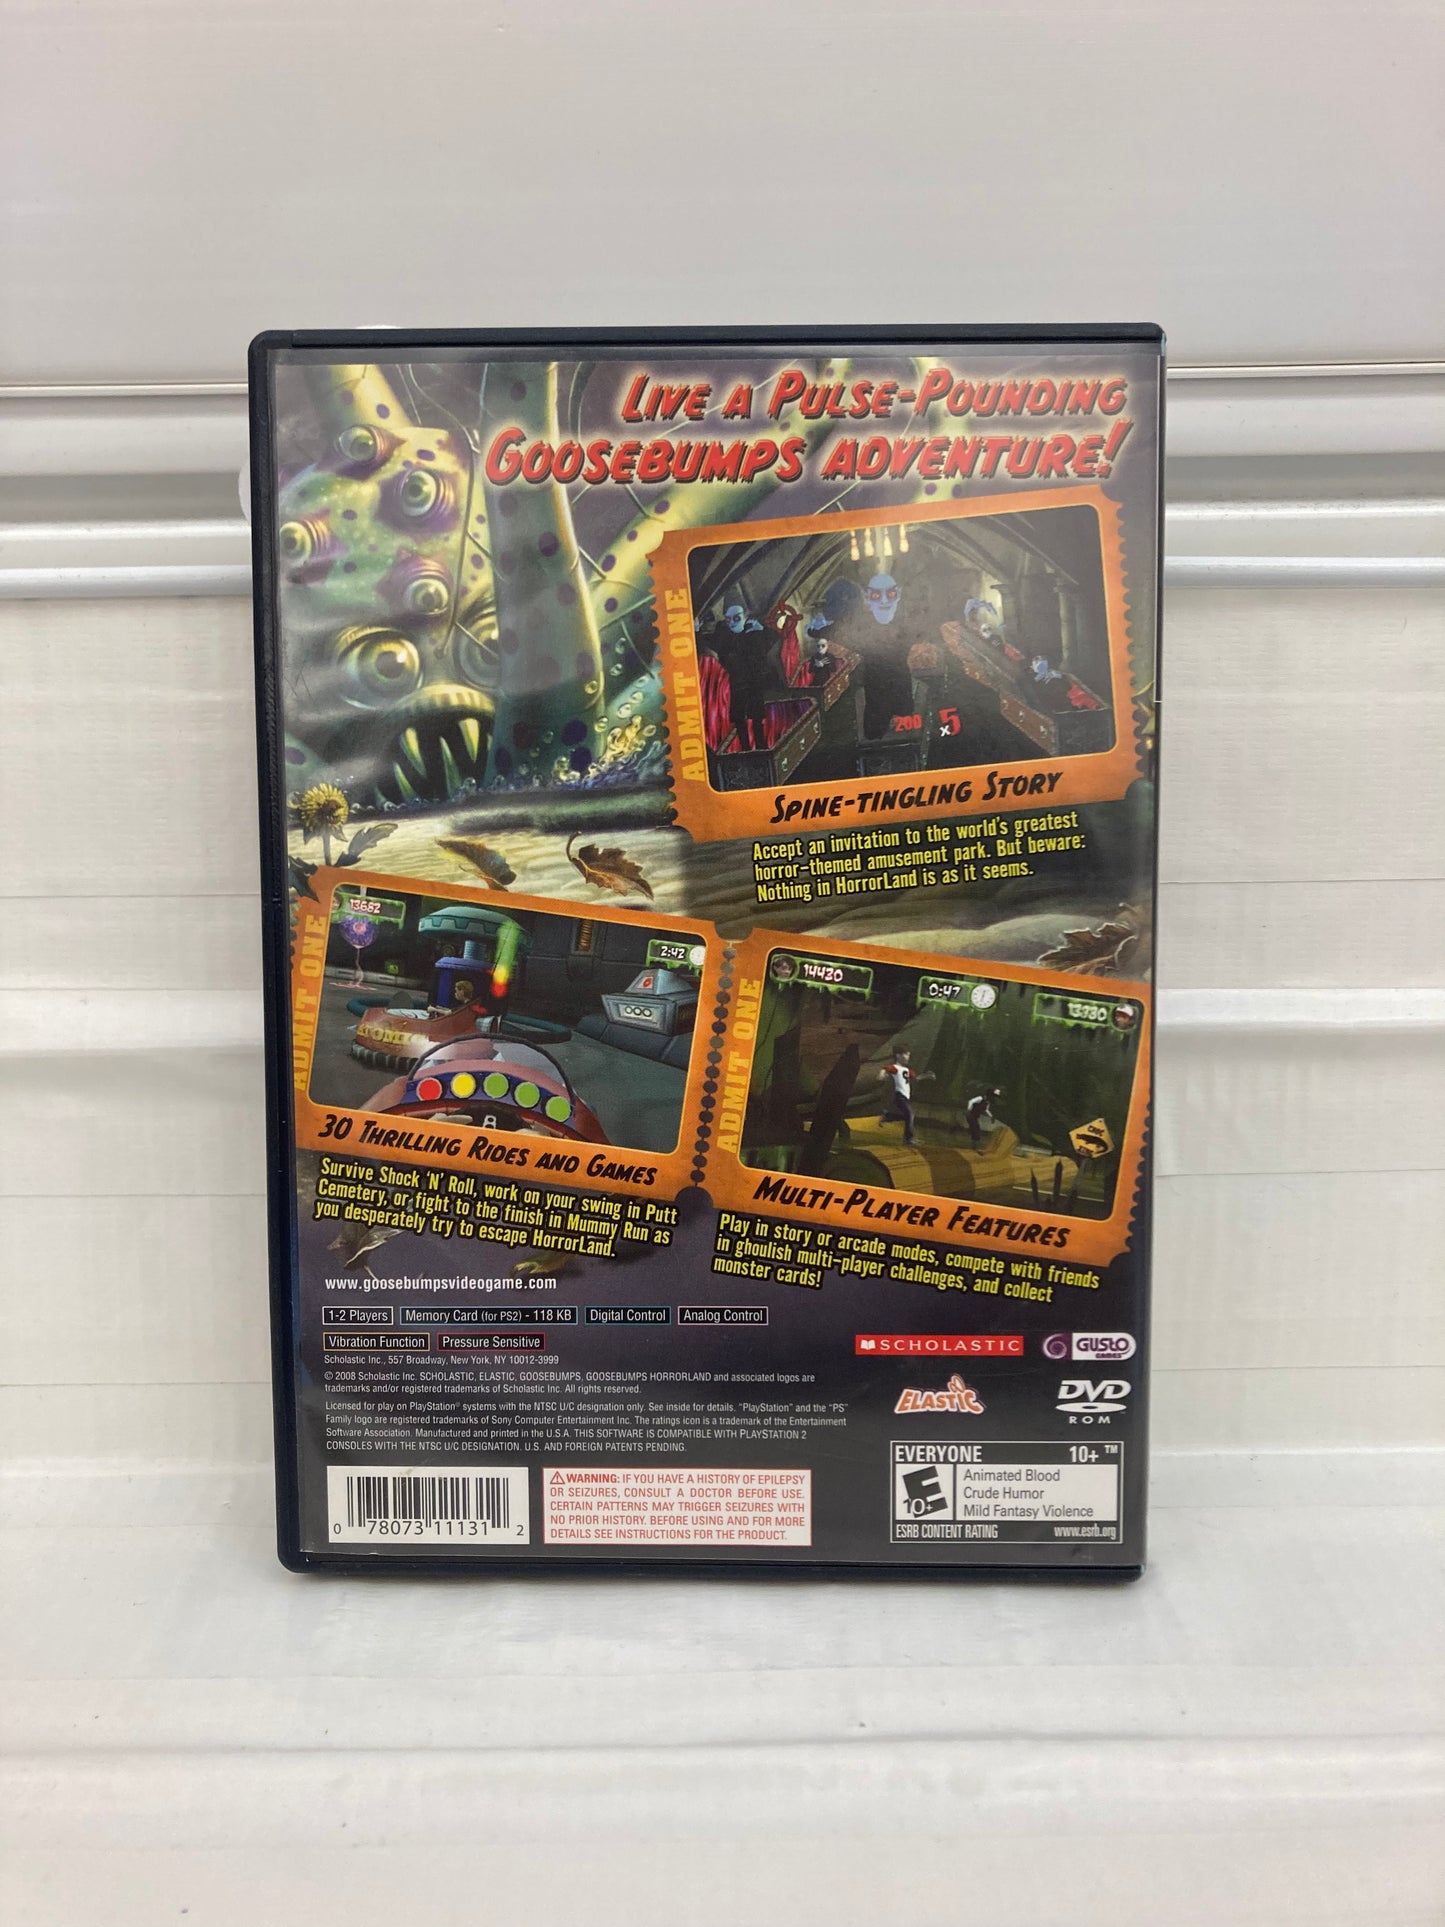 LIVE A PULSE-POUNDING
GOOSEBUMPS ADVENTURE!
ADMIT ONE
200 x5
SPINE-TINGLING STORY
Accept an invitation to the world's greatest
horror-themed amusement park. But beware:
Nothing in HorrorLand is as it seems.
ADMIT ONE
13682
2:42
30 THRILLING RIDES AND GAMES
Survive Shock 'N' Roll, work on your swing in Putt
Cemetery, or fight to the finish in Mummy Run as
you desperately try to escape HorrorLand.
ADMIT ONE
14430
0:47
13330
CROC
MULTI-PLAYER FEATURES
Play in story or arcade modes, compete with friends
in ghoulish multi-player challenges, and collect
monster cards!
www.goosebumpsvideogame.com
1-2 Players Memory Card (for PS2) - 118 KB Digital Control Analog Control
Vibration Function Pressure Sensitive
SCHOLASTIC GUSTO games
Scholastic Inc., 557 Broadway, New York, NY 10012-3999
© 2008 Scholastic Inc. SCHOLASTIC, ELASTIC, GOOSEBUMPS, GOOSEBUMPS HORRORLAND and associated logos are
trademarks and/or registered trademarks of Scholastic Inc. All rights reserved.
ELASTIC
DVD
ROM
Licensed for play on PlayStation® systems with the NTSC U/C designation only. See inside for details. "PlayStation" and the "PS"
Family logo are registered trademarks of Sony Computer Entertainment Inc. The ratings icon is a trademark of the Entertainment
Software Association. Manufactured and printed in the U.S.A. THIS SOFTWARE IS COMPATIBLE WITH PLAYSTATION 2
CONSOLES WITH THE NTSC U/C DESIGNATION. U.S. AND FOREIGN PATENTS PENDING.
0 78073 11131 2
WARNING: IF YOU HAVE A HISTORY OF EPILEPSY
OR SEIZURES, CONSULT A DOCTOR BEFORE USE.
CERTAIN PATTERNS MAY TRIGGER SEIZURES WITH
NO PRIOR HISTORY. BEFORE USING AND FOR MORE
DETAILS SEE INSTRUCTIONS FOR THE PRODUCT.
EVERYONE 10+ ™
E 10+
Animated Blood
Crude Humor
Mild Fantasy Violence
ESRB CONTENT RATING www.esrb.org